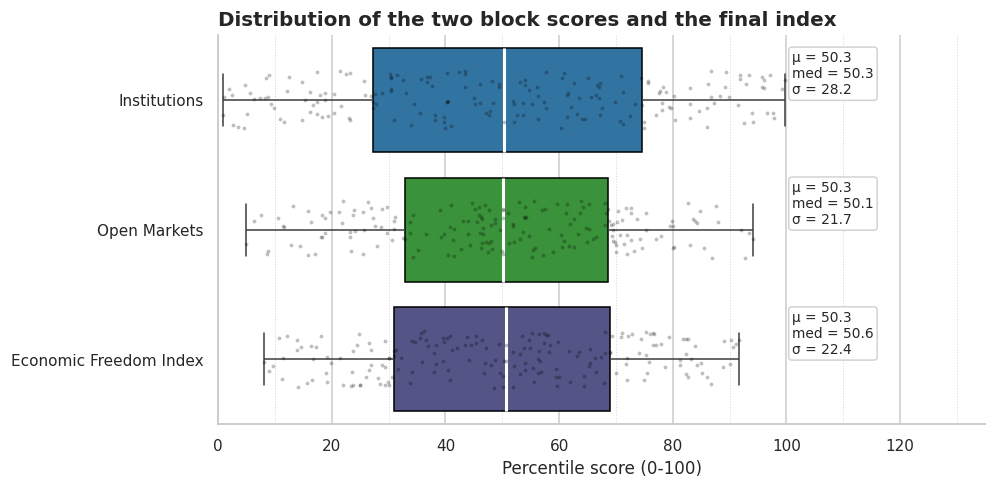 Distribution of the two block scores and the final index
Institutions
μ = 50.3
med = 50.3
σ = 28.2
Open Markets
μ = 50.3
med = 50.1
σ = 21.7
Economic Freedom Index
μ = 50.3
med = 50.6
σ = 22.4
0 20 40 60 80 100 120
Percentile score (0-100)